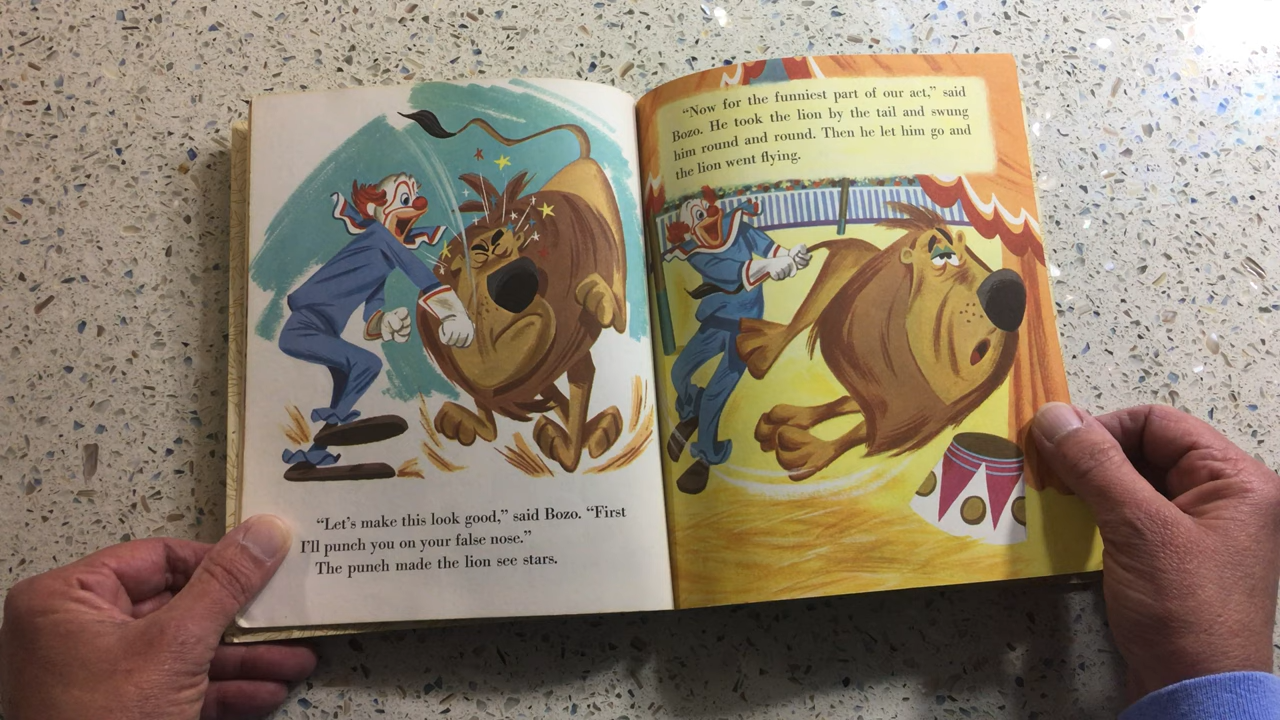 “Let’s make this look good,” said Bozo. “First
I’ll punch you on your false nose.”
The punch made the lion see stars.
“Now for the funniest part of our act,” said
Bozo. He took the lion by the tail and swung
him round and round. Then he let him go and
the lion went flying.